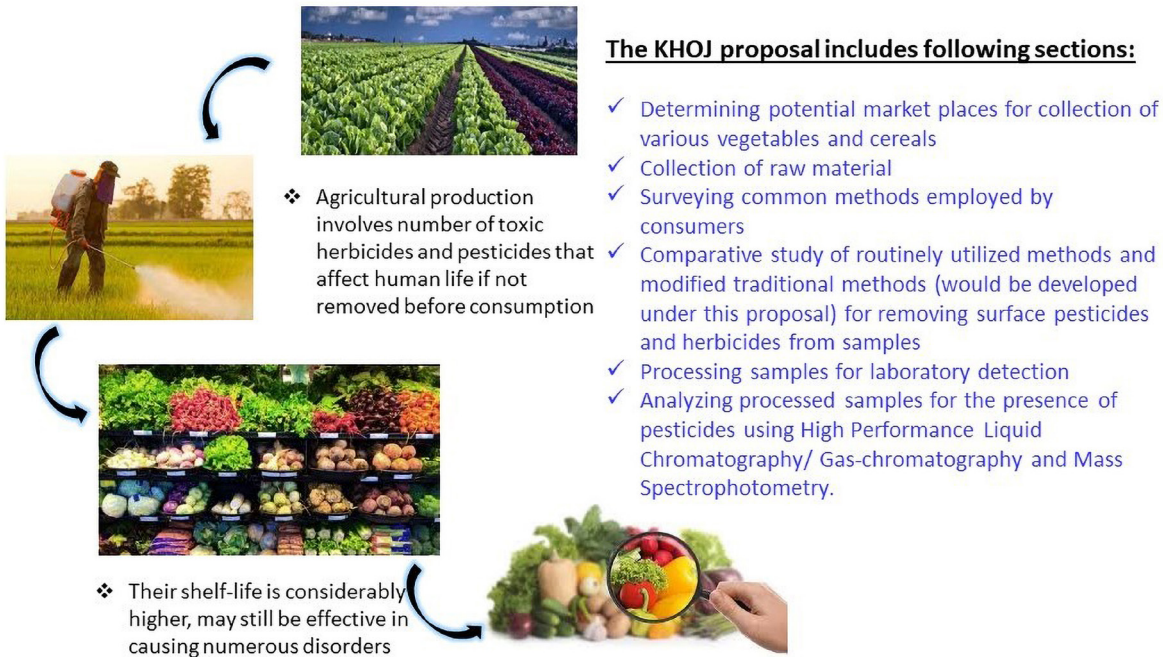 The KHOJ proposal includes following sections:
✓ Determining potential market places for collection of
various vegetables and cereals
✓ Collection of raw material
✓ Surveying common methods employed by
consumers
✓ Comparative study of routinely utilized methods and
modified traditional methods (would be developed
under this proposal) for removing surface pesticides
and herbicides from samples
✓ Processing samples for laboratory detection
✓ Analyzing processed samples for the presence of
pesticides using High Performance Liquid
Chromatography/ Gas-chromatography and Mass
Spectrophotometry.
❖ Agricultural production
involves number of toxic
herbicides and pesticides that
affect human life if not
removed before consumption
❖ Their shelf-life is considerably
higher, may still be effective in
causing numerous disorders